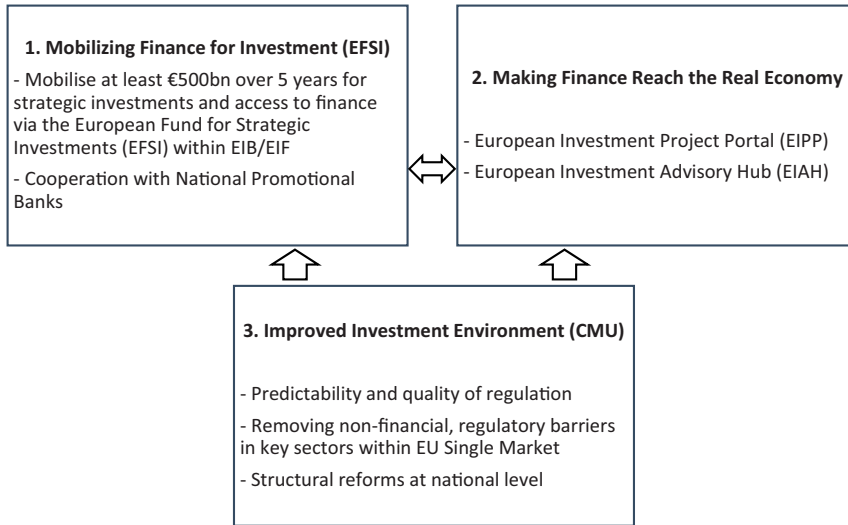 1. Mobilizing Finance for Investment (EFSI)
- Mobilise at least €500bn over 5 years for
strategic investments and access to finance
via the European Fund for Strategic
Investments (EFSI) within EIB/EIF
- Cooperation with National Promotional
Banks
2. Making Finance Reach the Real Economy
- European Investment Project Portal (EIPP)
- European Investment Advisory Hub (EIAH)
3. Improved Investment Environment (CMU)
- Predictability and quality of regulation
- Removing non-financial, regulatory barriers
in key sectors within EU Single Market
- Structural reforms at national level